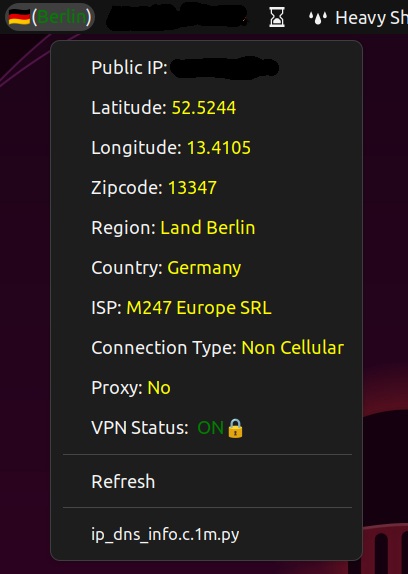 (Berlin)
Heavy Sh
Public IP:
Latitude: 52.5244
Longitude: 13.4105
Zipcode: 13347
Region: Land Berlin
Country: Germany
ISP: M247 Europe SRL
Connection Type: Non Cellular
Proxy: No
VPN Status: ON
Refresh
ip_dns_info.c.1m.py